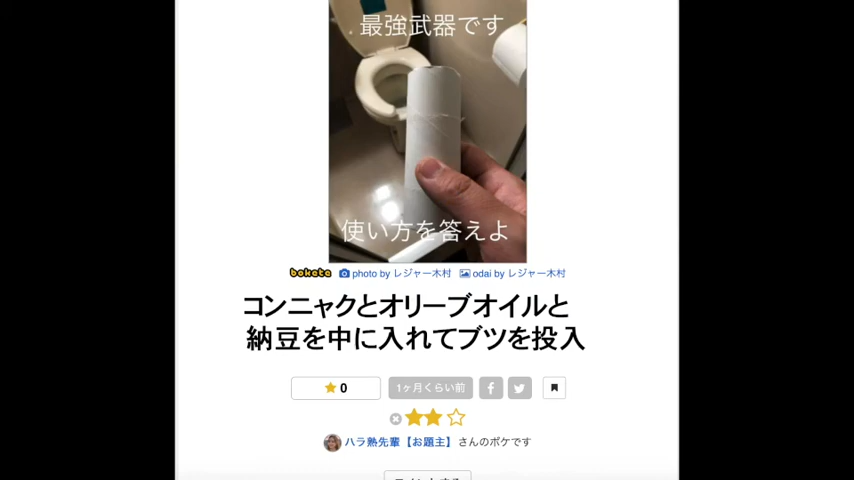 最強武器です
使い方を答えよ
boketa photo by レジャー木村 odai by レジャー木村
コンニャクとオリーブオイルと
納豆を中に入れてブツを投入
0 1ヶ月くらい前
ハラ熟先輩【お題主】さんのボケです